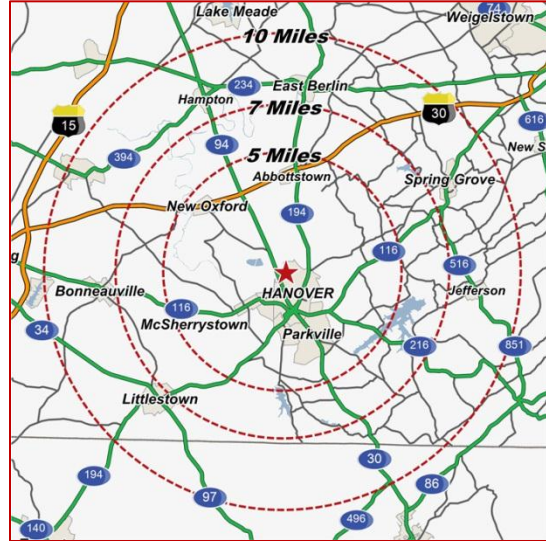 Lake Meade
74
Weigelstown
10 Miles
234
East Berlin
Hampton
7 Miles
30
15
616
94
New S
394
5 Miles
Abbottstown
Spring Grove
New Oxford
194
116
516
g
HANOVER
Bonneauville
Jefferson
116
McSherrystown
34
Parkville
216
851
Littlestown
30
194
86
97
496
140